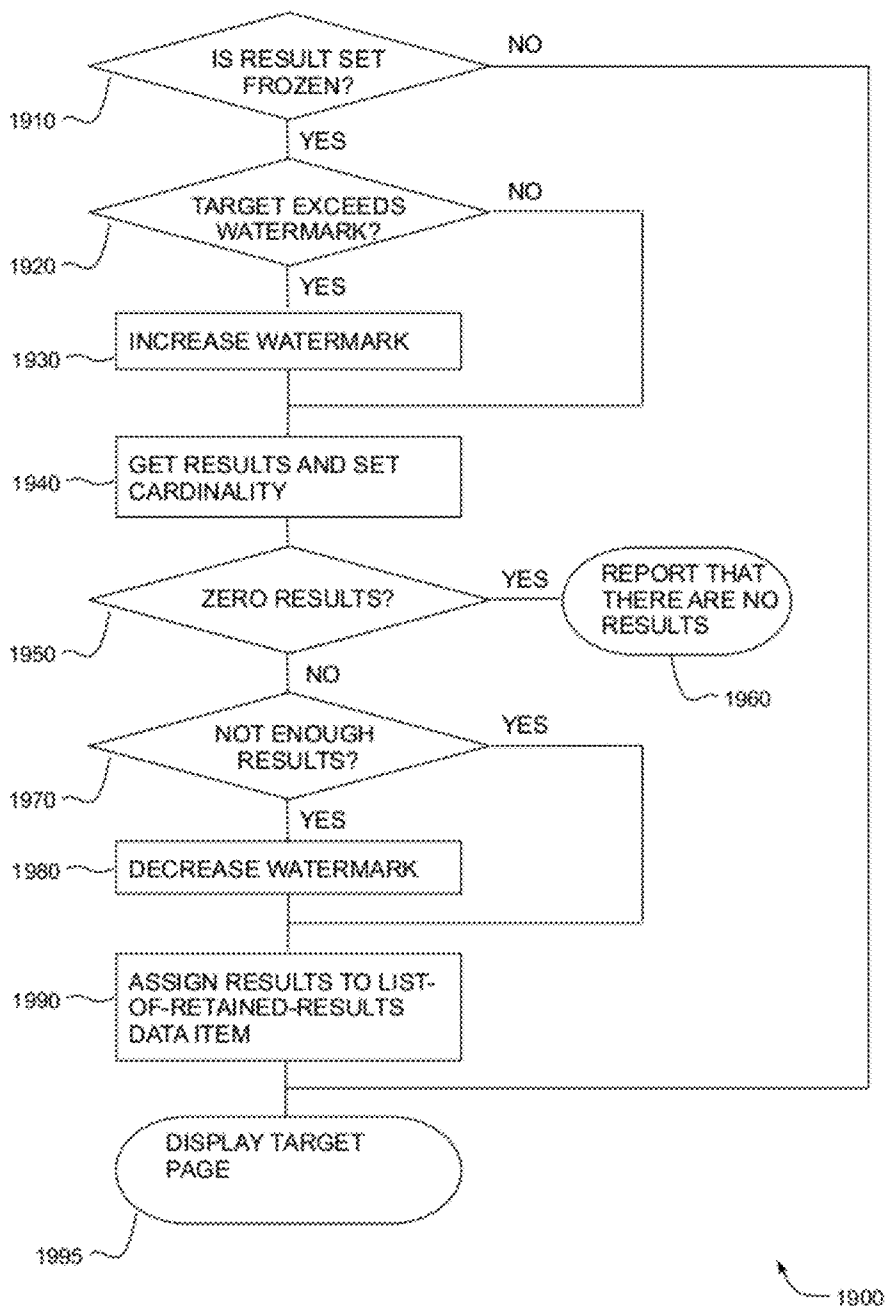 IS RESULT SET
FROZEN?
NO
1910
YES
TARGET EXCEEDS
WATERMARK?
NO
1920
YES
INCREASE WATERMARK
1930
GET RESULTS AND SET
CARDINALITY
1940
ZERO RESULTS?
YES
REPORT THAT
THERE ARE NO
RESULTS
1950
NO
1960
NOT ENOUGH
RESULTS?
YES
1970
YES
DECREASE WATERMARK
1980
ASSIGN RESULTS TO LIST-
OF-RETAINED-RESULTS
DATA ITEM
1990
DISPLAY TARGET
PAGE
1995
1900